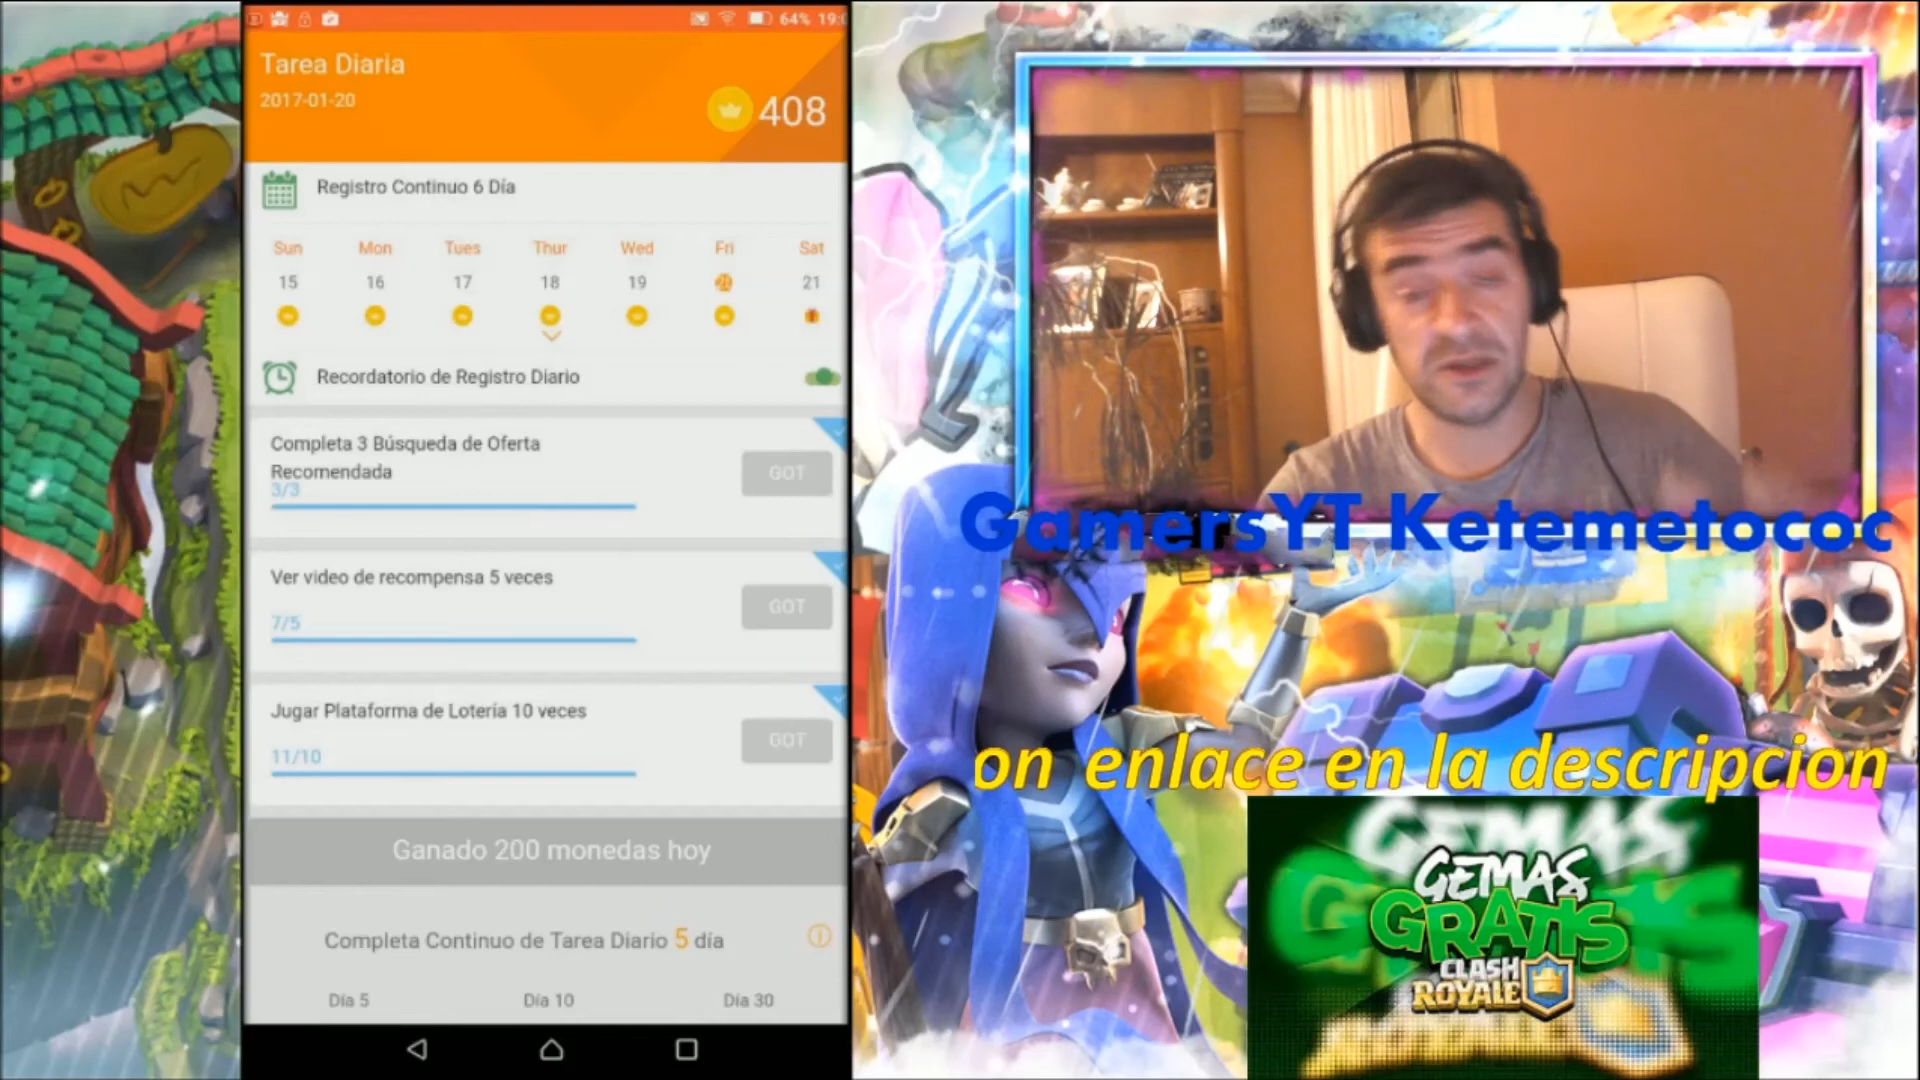 64% 19:0
Tarea Diaria
2017-01-20
408
Registro Continuo 6 Día
Sun Mon Tues Thur Wed Fri Sat
15 16 17 18 19 21
Recordatorio de Registro Diario
Completa 3 Búsqueda de Oferta
Recomendada
3/3
GOT
Ver video de recompensa 5 veces
7/5
GOT
Jugar Plataforma de Lotería 10 veces
11/10
GOT
Ganado 200 monedas hoy
Completa Continuo de Tarea Diario 5 día
Día 5 Día 10 Día 30
GamersYT Ketemetococ
on enlace en la descripcion
GEMAS
GEMAS
GRATIS
CLASH
ROYALE